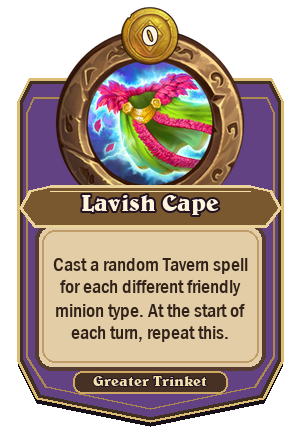 0
Lavish Cape
Cast a random Tavern spell
for each different friendly
minion type. At the start of
each turn, repeat this.
Greater Trinket